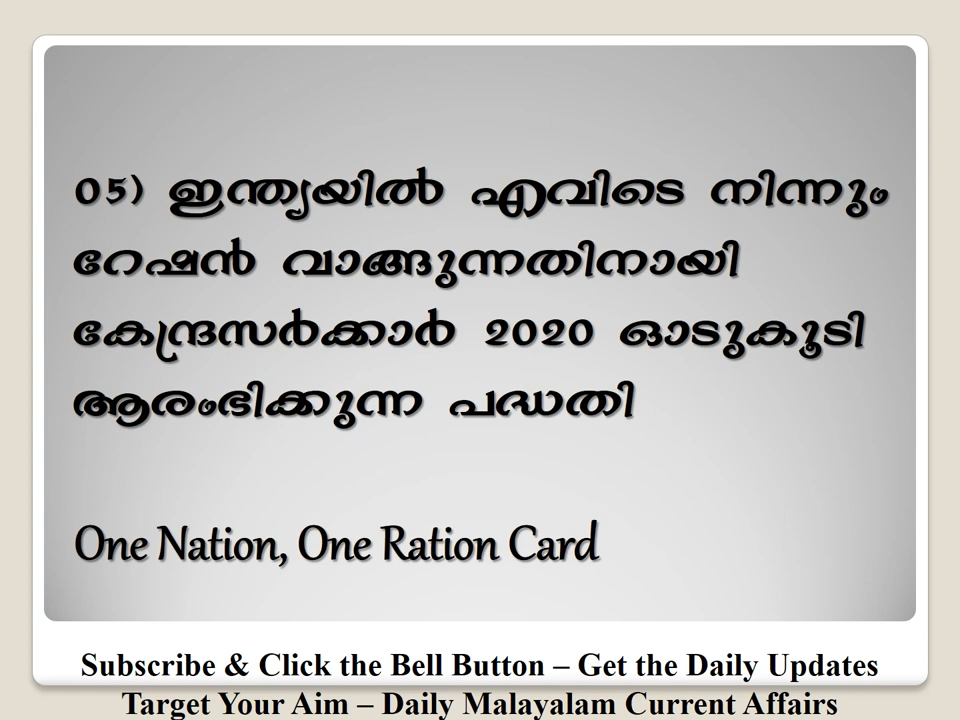 05) ഇന്ത്യയിൽ എവിടെ നിന്നും
റേഷൻ വാങ്ങുന്നതിനായി
കേന്ദ്രസർക്കാർ 2020 ഓടുകൂടി
ആരംഭിക്കുന്ന പദ്ധതി
One Nation, One Ration Card
Subscribe & Click the Bell Button – Get the Daily Updates
Target Your Aim – Daily Malayalam Current Affairs